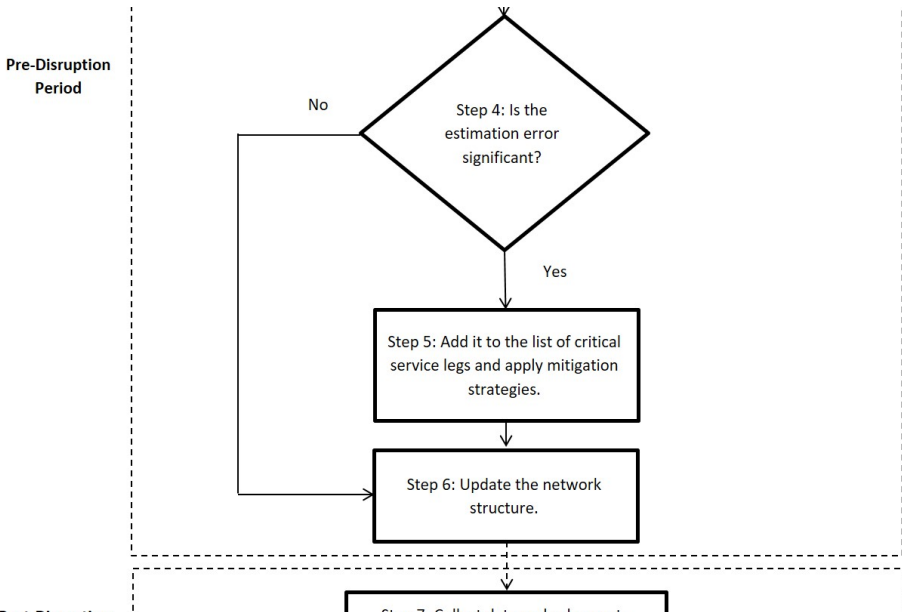 Pre-Disruption
Period
No
Step 4: Is the
estimation error
significant?
Yes
Step 5: Add it to the list of critical
service legs and apply mitigation
strategies.
Step 6: Update the network
structure.